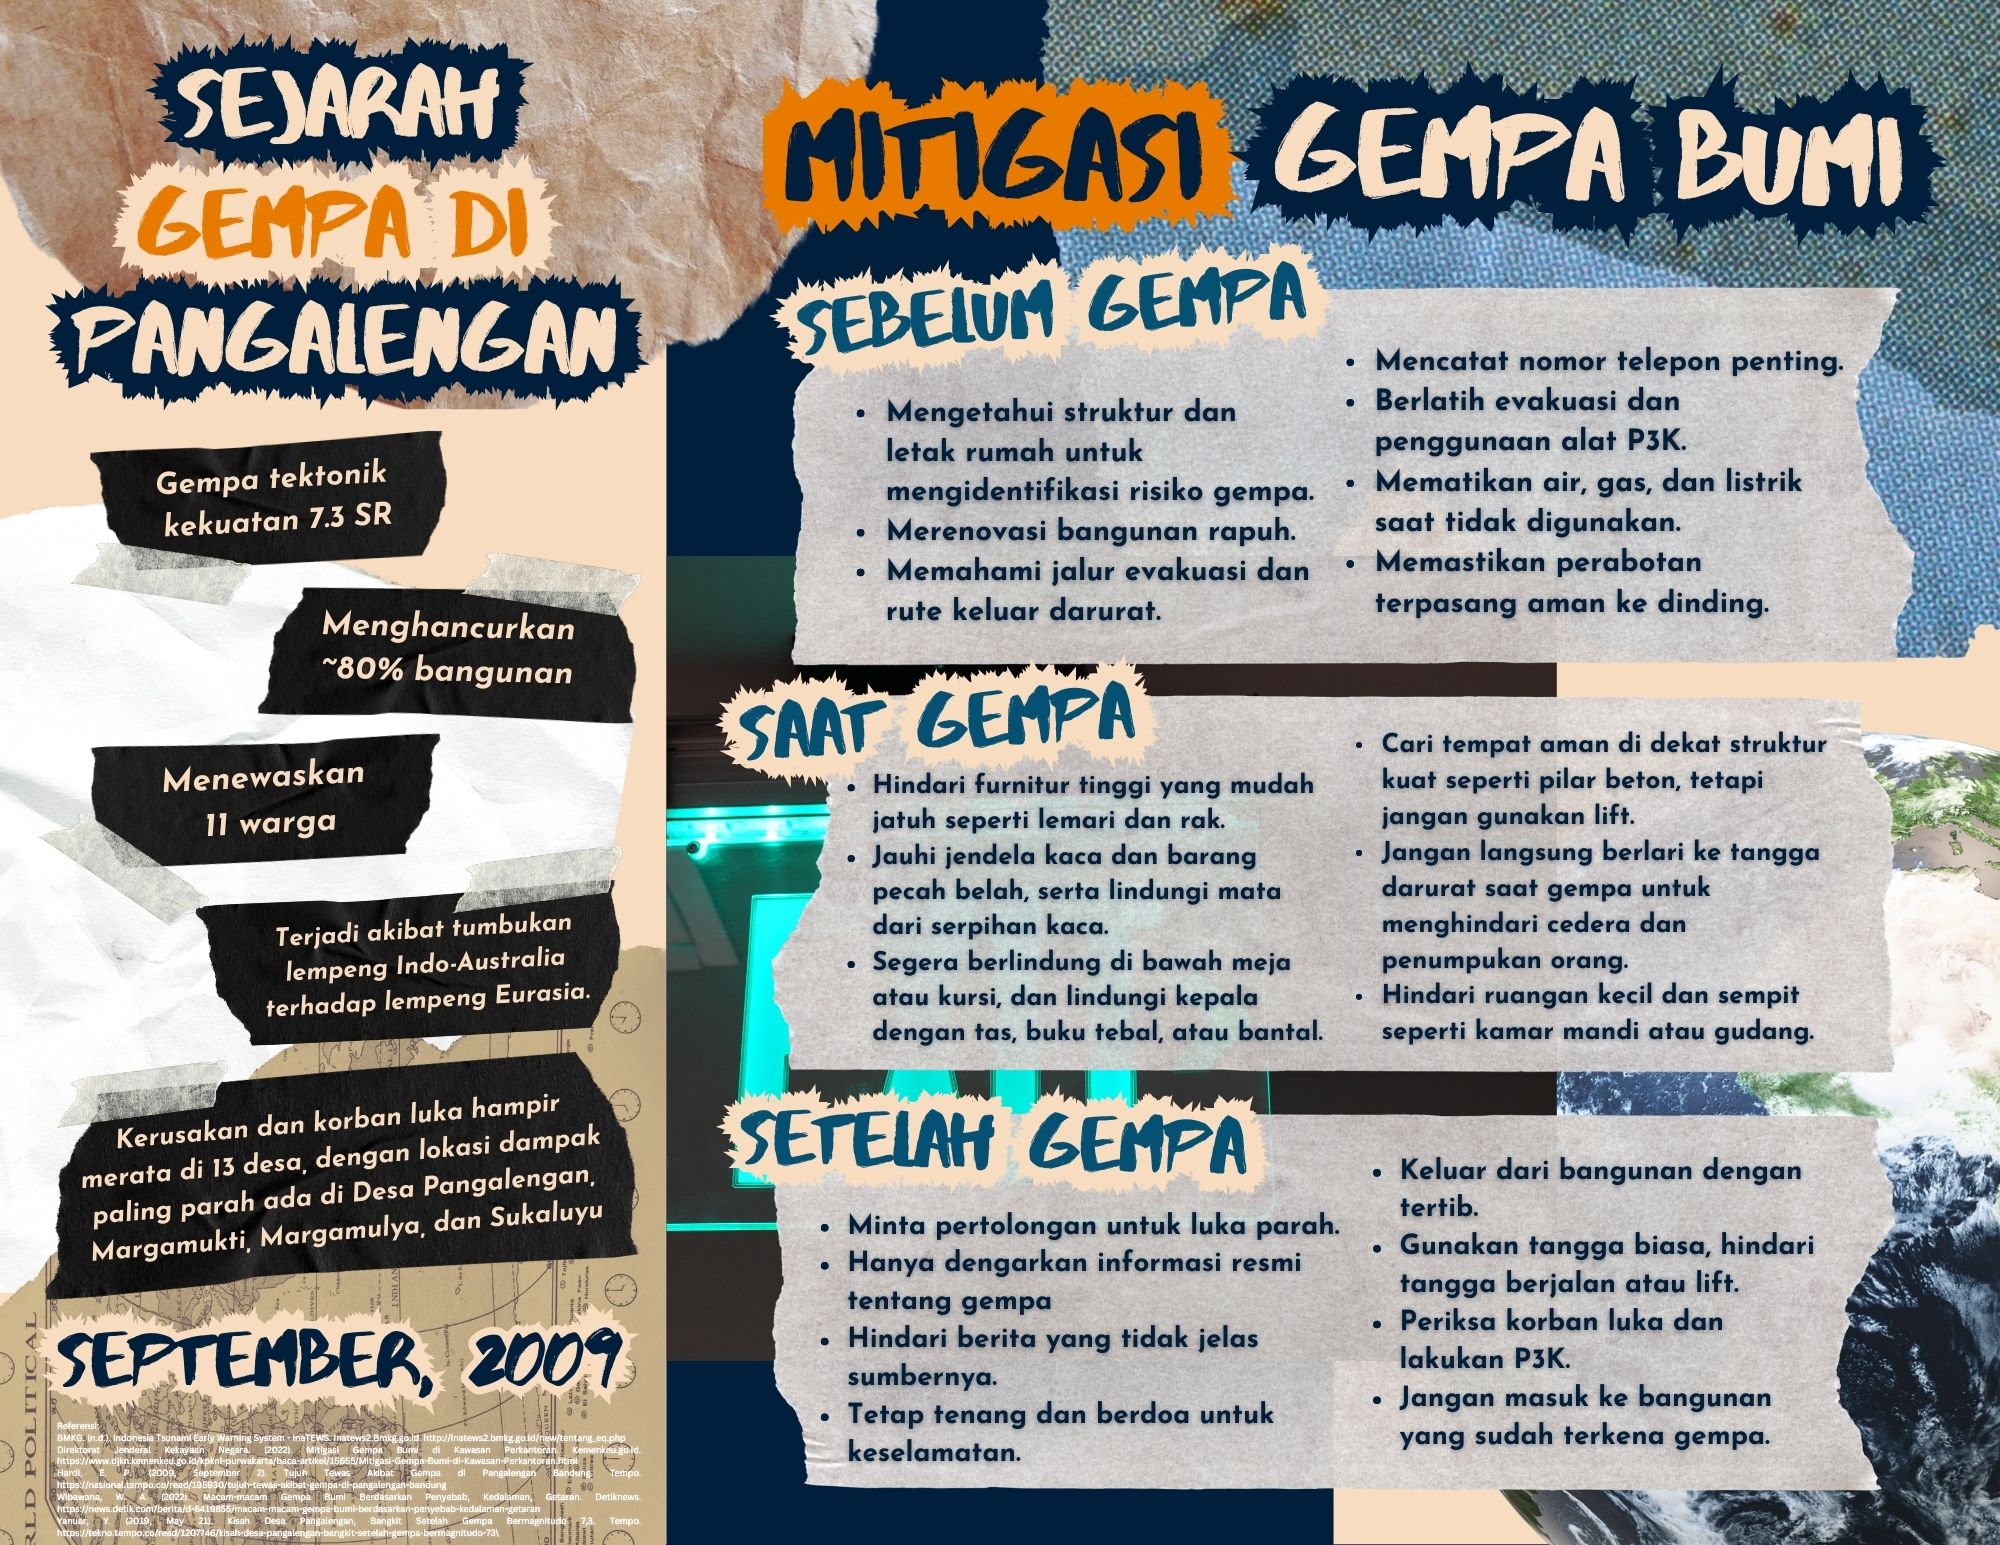 SEJARAH
GEMPA DI
PANGALENGAN
Gempa tektonik
kekuatan 7.3 SR
Menghancurkan
~80% bangunan
Menewaskan
11 warga
Terjadi akibat tumbukan
lempeng Indo-Australia
terhadap lempeng Eurasia.
Kerusakan dan korban luka hampir
merata di 13 desa, dengan lokasi dampak
paling parah ada di Desa Pangalengan,
Margamukti, Margamulya, dan Sukaluyu
SEPTEMBER, 2009
Referensi:
BMKG. (n.d.). Indonesia Tsunami Early Warning System - InaTEWS. Inatews2.Bmkg.go.id. http://inatews2.bmkg.go.id/new/tentang_eq.php
Direktorat Jenderal Kekayaan Negara. (2022). Mitigasi Gempa Bumi di Kawasan Perkantoran. Kemenkeu.go.id.
https://www.djkn.kemenkeu.go.id/kpknl-purwakarta/baca-artikel/15655/Mitigasi-Gempa-Bumi-di-Kawasan-Perkantoran.html
Hardi, E. P. (2009, September 2). Tujuh Tewas Akibat Gempa di Pangalengan Bandung. Tempo.
https://nasional.tempo.co/read/195930/tujuh-tewas-akibat-gempa-di-pangalengan-bandung
Wibawana, W. A. (2022). Macam-macam Gempa Bumi Berdasarkan Penyebab, Kedalaman, Getaran. Detiknews.
https://news.detik.com/berita/d-6419855/macam-macam-gempa-bumi-berdasarkan-penyebab-kedalaman-getaran
Yanuar, Y. (2019, May 21). Kisah Desa Pangalengan, Bangkit Setelah Gempa Bermagnitudo 7,3. Tempo.
https://tekno.tempo.co/read/1207746/kisah-desa-pangalengan-bangkit-setelah-gempa-bermagnitudo-73\
RLD POLITICAL
MITIGASI GEMPA BUMI
SEBELUM GEMPA
• Mengetahui struktur dan
letak rumah untuk
mengidentifikasi risiko gempa.
• Merenovasi bangunan rapuh.
• Memahami jalur evakuasi dan
rute keluar darurat.
• Mencatat nomor telepon penting.
• Berlatih evakuasi dan
penggunaan alat P3K.
• Mematikan air, gas, dan listrik
saat tidak digunakan.
• Memastikan perabotan
terpasang aman ke dinding.
SAAT GEMPA
• Hindari furnitur tinggi yang mudah
jatuh seperti lemari dan rak.
• Jauhi jendela kaca dan barang
pecah belah, serta lindungi mata
dari serpihan kaca.
• Segera berlindung di bawah meja
atau kursi, dan lindungi kepala
dengan tas, buku tebal, atau bantal.
• Cari tempat aman di dekat struktur
kuat seperti pilar beton, tetapi
jangan gunakan lift.
• Jangan langsung berlari ke tangga
darurat saat gempa untuk
menghindari cedera dan
penumpukan orang.
• Hindari ruangan kecil dan sempit
seperti kamar mandi atau gudang.
SETELAH GEMPA
• Minta pertolongan untuk luka parah.
• Hanya dengarkan informasi resmi
tentang gempa
• Hindari berita yang tidak jelas
sumbernya.
• Tetap tenang dan berdoa untuk
keselamatan.
• Keluar dari bangunan dengan
tertib.
• Gunakan tangga biasa, hindari
tangga berjalan atau lift.
• Periksa korban luka dan
lakukan P3K.
• Jangan masuk ke bangunan
yang sudah terkena gempa.